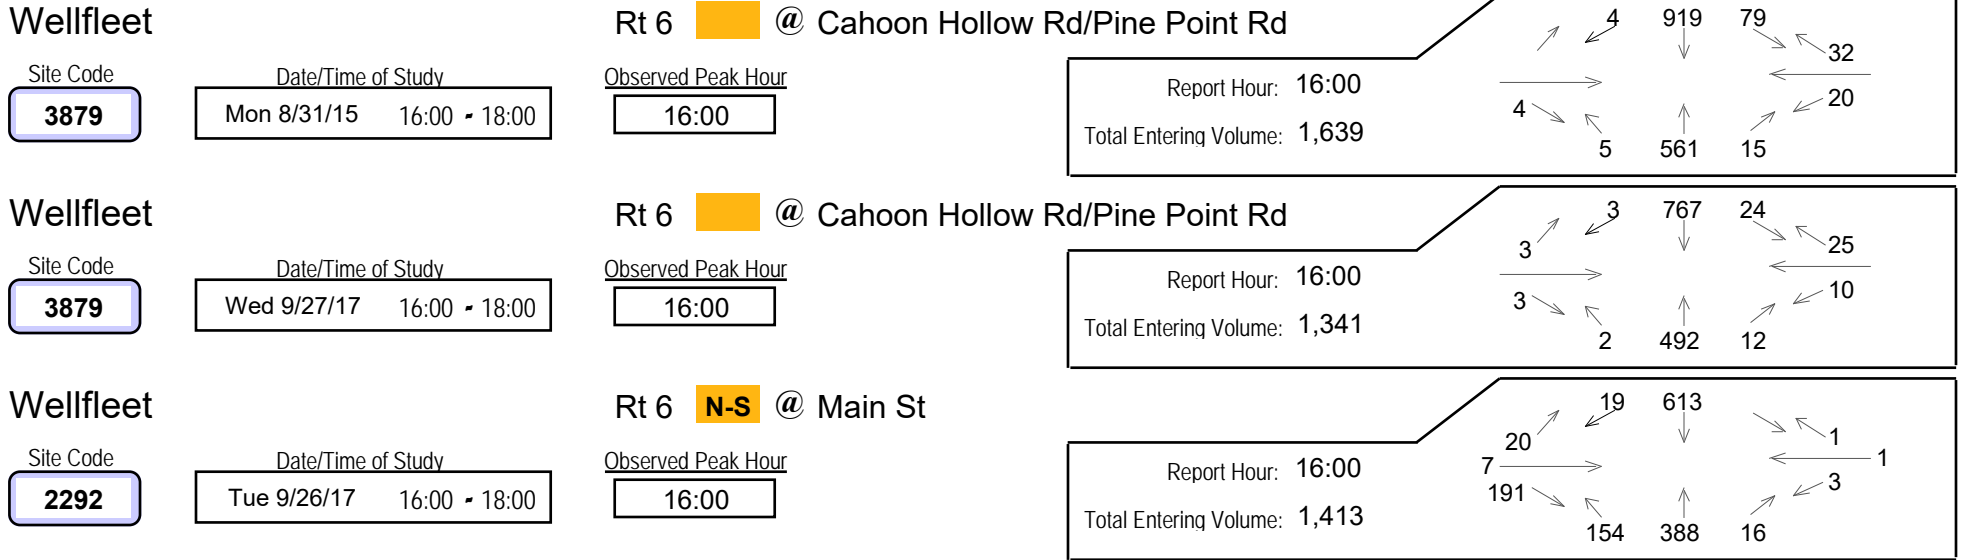 Wellfleet Rt 6 @ Cahoon Hollow Rd/Pine Point Rd
4 919 79
32
Site Code Date/Time of Study Observed Peak Hour
3879 Mon 8/31/15 16:00 - 18:00 16:00
Report Hour: 16:00
Total Entering Volume: 1,639
4 20
5 561 15
Wellfleet Rt 6 @ Cahoon Hollow Rd/Pine Point Rd
3 767 24
3 25
Site Code Date/Time of Study Observed Peak Hour
3879 Wed 9/27/17 16:00 - 18:00 16:00
Report Hour: 16:00
Total Entering Volume: 1,341
3 10
2 492 12
Wellfleet Rt 6 N-S @ Main St
19 613
20 1
7 1
Site Code Date/Time of Study Observed Peak Hour
2292 Tue 9/26/17 16:00 - 18:00 16:00
Report Hour: 16:00
Total Entering Volume: 1,413
191 3
154 388 16